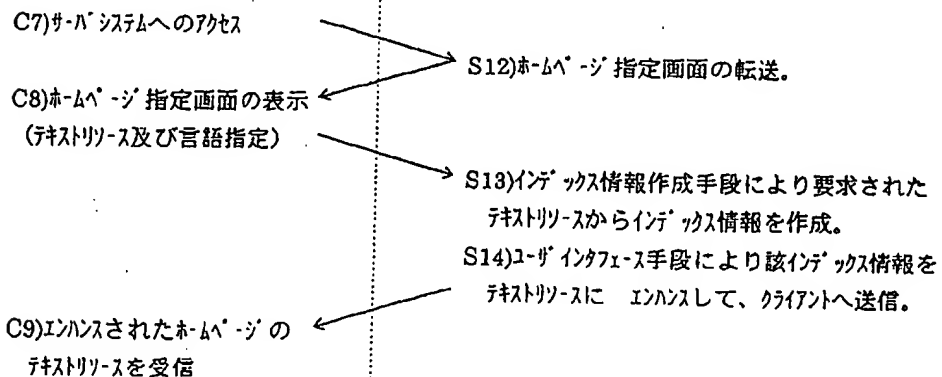 C7)ｻｰﾊﾞｼｽﾃﾑへのｱｸｾｽ
S12)ﾎｰﾑﾍﾟｰｼﾞ指定画面の転送。
C8)ﾎｰﾑﾍﾟｰｼﾞ指定画面の表示
(ﾃｷｽﾄﾘｿｰｽ及び言語指定)
S13)ｲﾝﾃﾞｯｸｽ情報作成手段により要求された
ﾃｷｽﾄﾘｿｰｽからｲﾝﾃﾞｯｸｽ情報を作成。
S14)ﾕｰｻﾞｲﾝﾀﾌｪｰｽ手段により該ｲﾝﾃﾞｯｸｽ情報を
ﾃｷｽﾄﾘｿｰｽに ｴﾝﾊﾝｽして、ｸﾗｲｱﾝﾄへ送信。
C9)ｴﾝﾊﾝｽされたﾎｰﾑﾍﾟｰｼﾞの
ﾃｷｽﾄﾘｿｰｽを受信